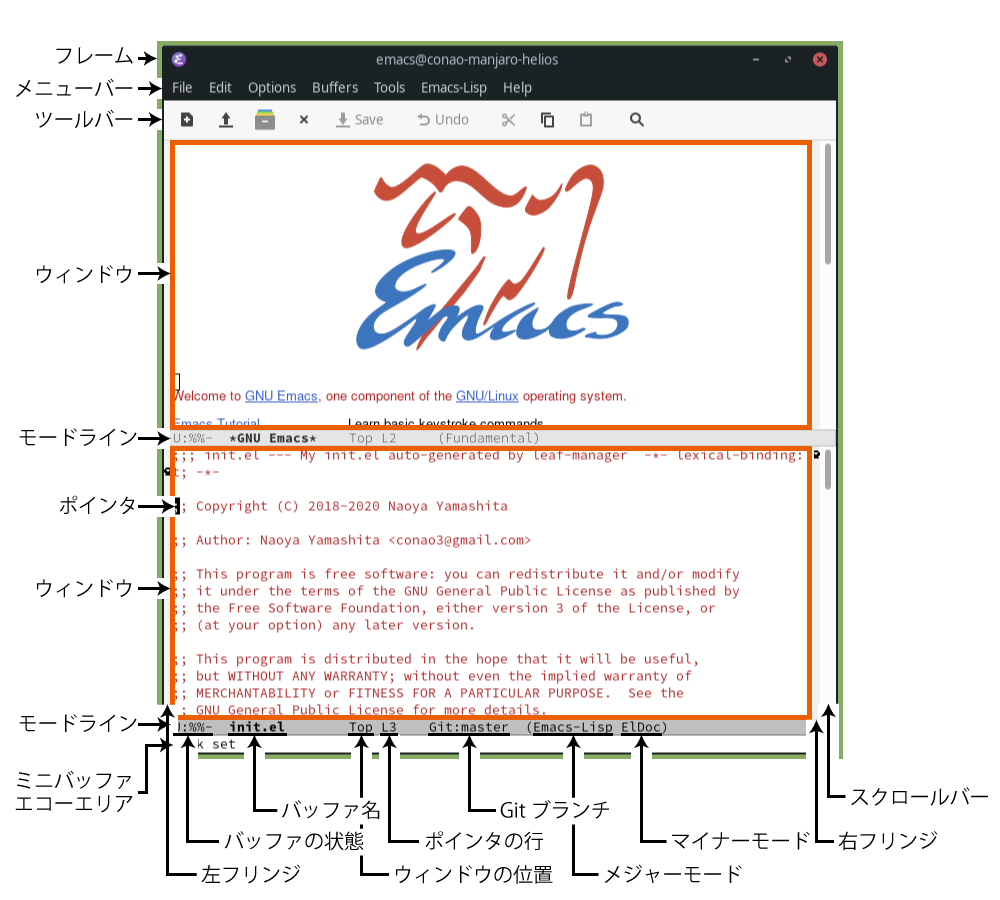 フレーム
emacs@conao-manjaro-helios
メニューバー
File Edit Options Buffers Tools Emacs-Lisp Help
ツールバー
Save Undo
ウィンドウ
Emacs
Welcome to GNU Emacs, one component of the GNU/Linux operating system.
Emacs Tutorial Learn basic keystroke commands
モードライン
U:%%- *GNU Emacs* Top L2 (Fundamental)
;;; init.el --- My init.el auto-generated by leaf-manager -*- lexical-binding:
t; -*-
ポインタ
;; Copyright (C) 2018-2020 Naoya Yamashita
;; Author: Naoya Yamashita <conao3@gmail.com>
ウィンドウ
;; This program is free software: you can redistribute it and/or modify
;; it under the terms of the GNU General Public License as published by
;; the Free Software Foundation, either version 3 of the License, or
;; (at your option) any later version.
;; This program is distributed in the hope that it will be useful,
;; but WITHOUT ANY WARRANTY; without even the implied warranty of
;; MERCHANTABILITY or FITNESS FOR A PARTICULAR PURPOSE. See the
;; GNU General Public License for more details.
モードライン
U:%%- init.el Top L3 Git:master (Emacs-Lisp ElDoc)
k set
ミニバッファ
エコーエリア
スクロールバー
バッファ名
Git ブランチ
バッファの状態
ポインタの行
マイナーモード
右フリンジ
左フリンジ
ウィンドウの位置
メジャーモード